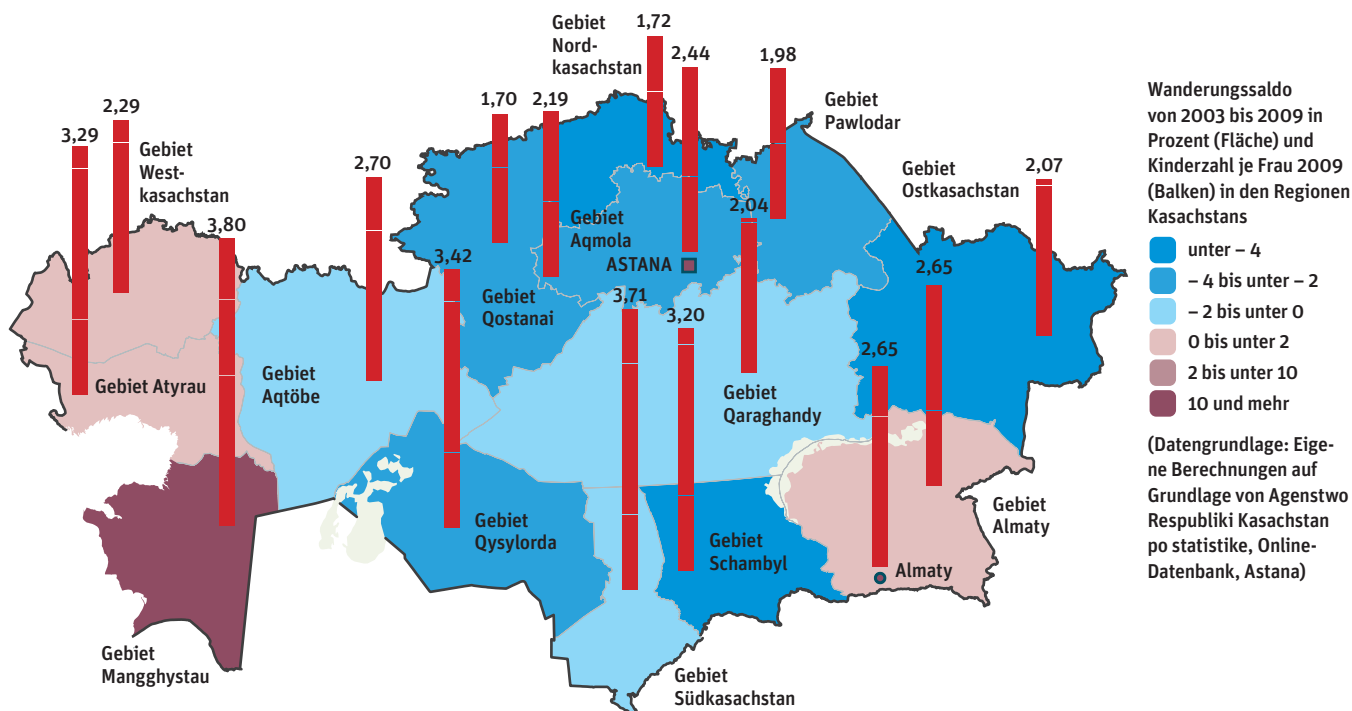 1,72
Gebiet
Nord-
kasachstan
2,44
1,98
2,29
3,29
Gebiet
West-
kasachstan
1,70
2,19
Gebiet
Pawlodar
2,70
Gebiet
Ostkasachstan
2,07
3,80
3,42
Gebiet
Aqmola
2,04
ASTANA
2,65
Gebiet
Qostanai
3,71
3,20
2,65
Gebiet Atyrau
Gebiet
Aqtöbe
Gebiet
Qaraghandy
Gebiet
Almaty
Gebiet
Qysylorda
Gebiet
Schambyl
Almaty
Gebiet
Mangghystau
Gebiet
Südkasachstan
Wanderungssaldo
von 2003 bis 2009 in
Prozent (Fläche) und
Kinderzahl je Frau 2009
(Balken) in den Regionen
Kasachstans
unter – 4
– 4 bis unter – 2
– 2 bis unter 0
0 bis unter 2
2 bis unter 10
10 und mehr
(Datengrundlage: Eige-
ne Berechnungen auf
Grundlage von Agenstwo
Respubliki Kasachstan
po statistike, Online-
Datenbank, Astana)